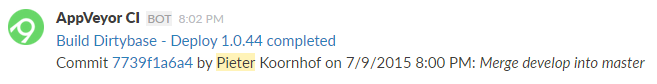 AppVeyor CI BOT 8:02 PM
Build Dirtybase - Deploy 1.0.44 completed
Commit 7739f1a6a4 by Pieter Koornhof on 7/9/2015 8:00 PM: Merge develop into master